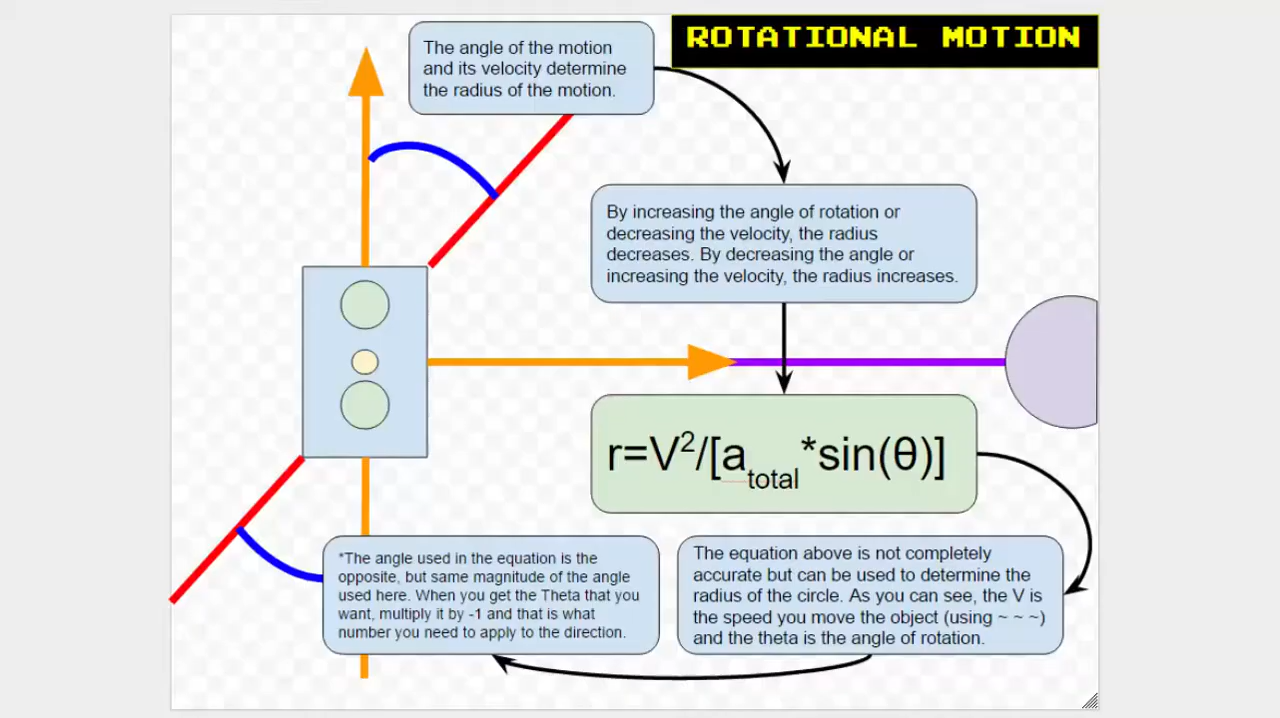 ROTATIONAL MOTION
The angle of the motion
and its velocity determine
the radius of the motion.
By increasing the angle of rotation or
decreasing the velocity, the radius
decreases. By decreasing the angle or
increasing the velocity, the radius increases.
r=V²/[a_total*sin(θ)]
The equation above is not completely
accurate but can be used to determine the
radius of the circle. As you can see, the V is
the speed you move the object (using ~ ~ ~)
and the theta is the angle of rotation.
*The angle used in the equation is the
opposite, but same magnitude of the angle
used here. When you get the Theta that you
want, multiply it by -1 and that is what
number you need to apply to the direction.